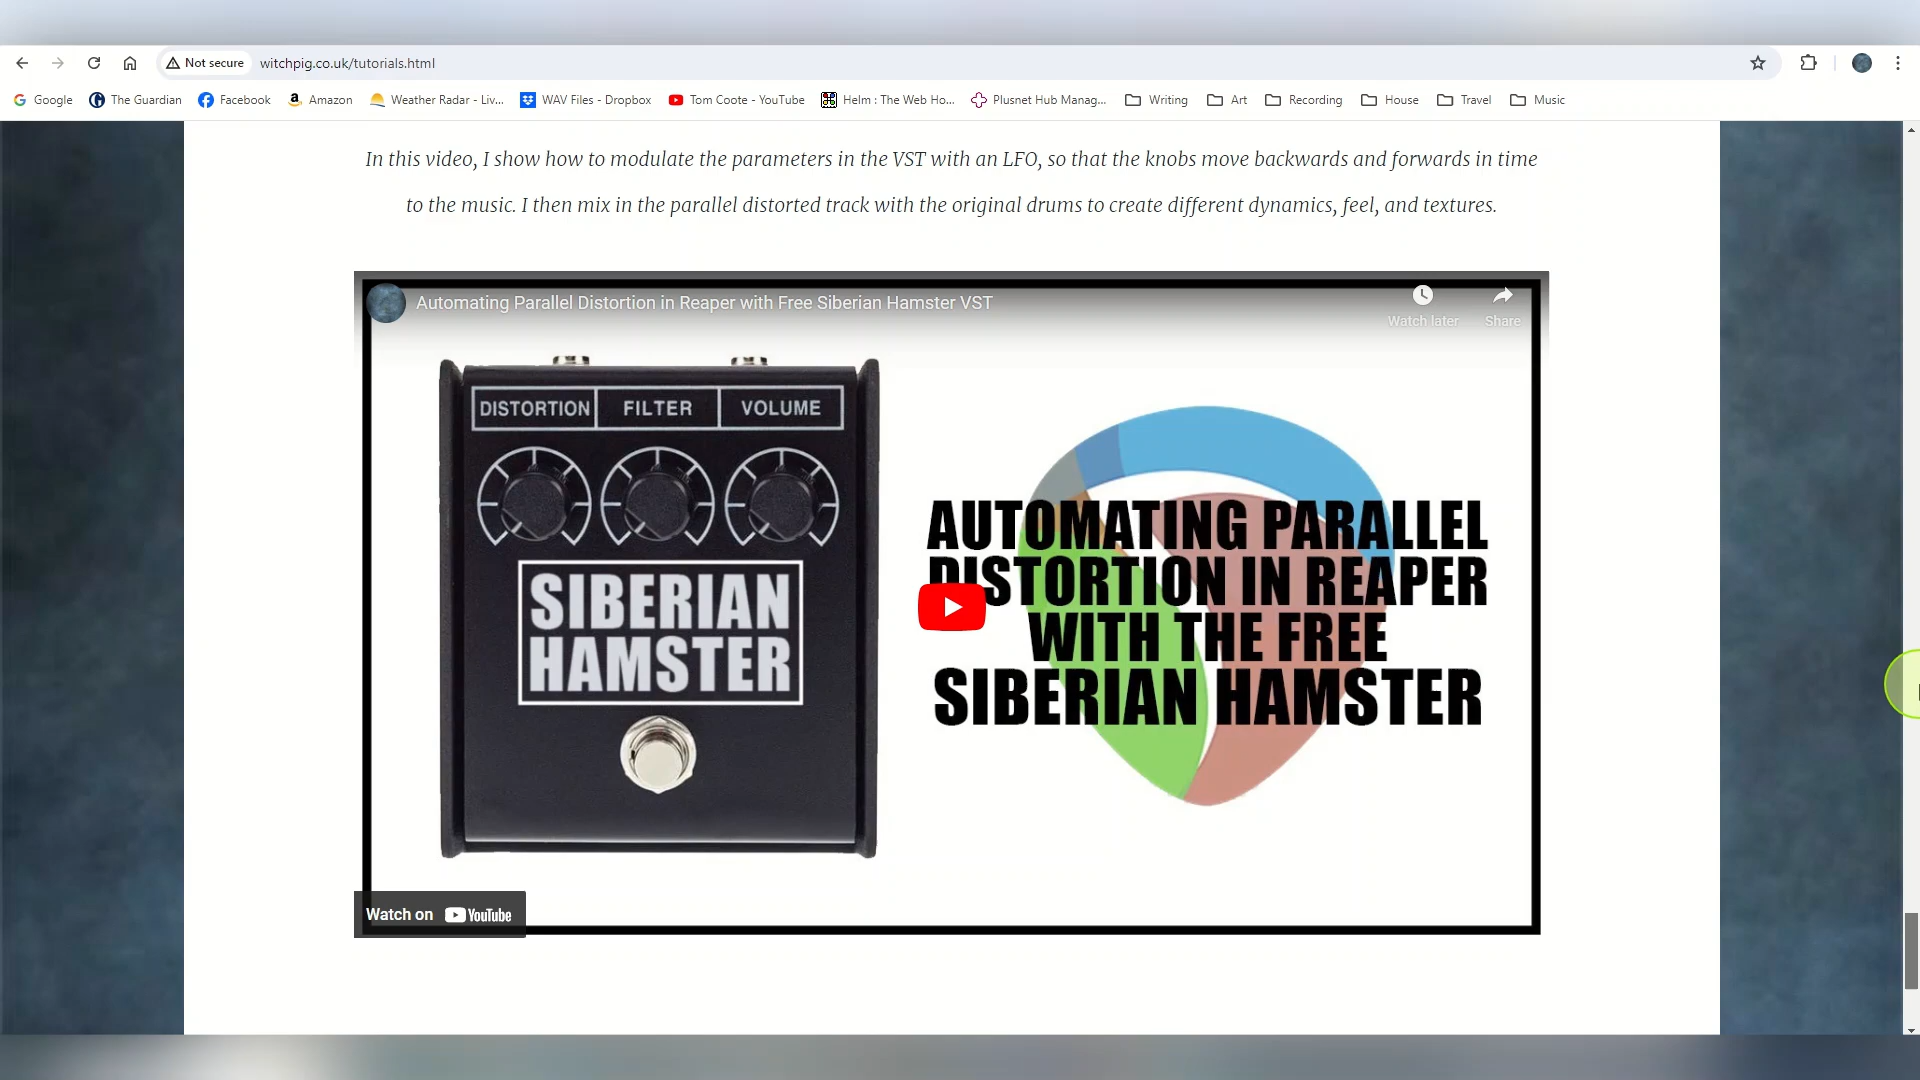 Not secure witchpig.co.uk/tutorials.html
Google The Guardian Facebook Amazon Weather Radar - Liv... WAV Files - Dropbox Tom Coote - YouTube Helm : The Web Ho... Plusnet Hub Manag... Writing Art Recording House Travel Music
In this video, I show how to modulate the parameters in the VST with an LFO, so that the knobs move backwards and forwards in time
to the music. I then mix in the parallel distorted track with the original drums to create different dynamics, feel, and textures.
Automating Parallel Distortion in Reaper with Free Siberian Hamster VST
Watch later Share
DISTORTION FILTER VOLUME
SIBERIAN
HAMSTER
AUTOMATING PARALLEL
DISTORTION IN REAPER
WITH THE FREE
SIBERIAN HAMSTER
Watch on YouTube